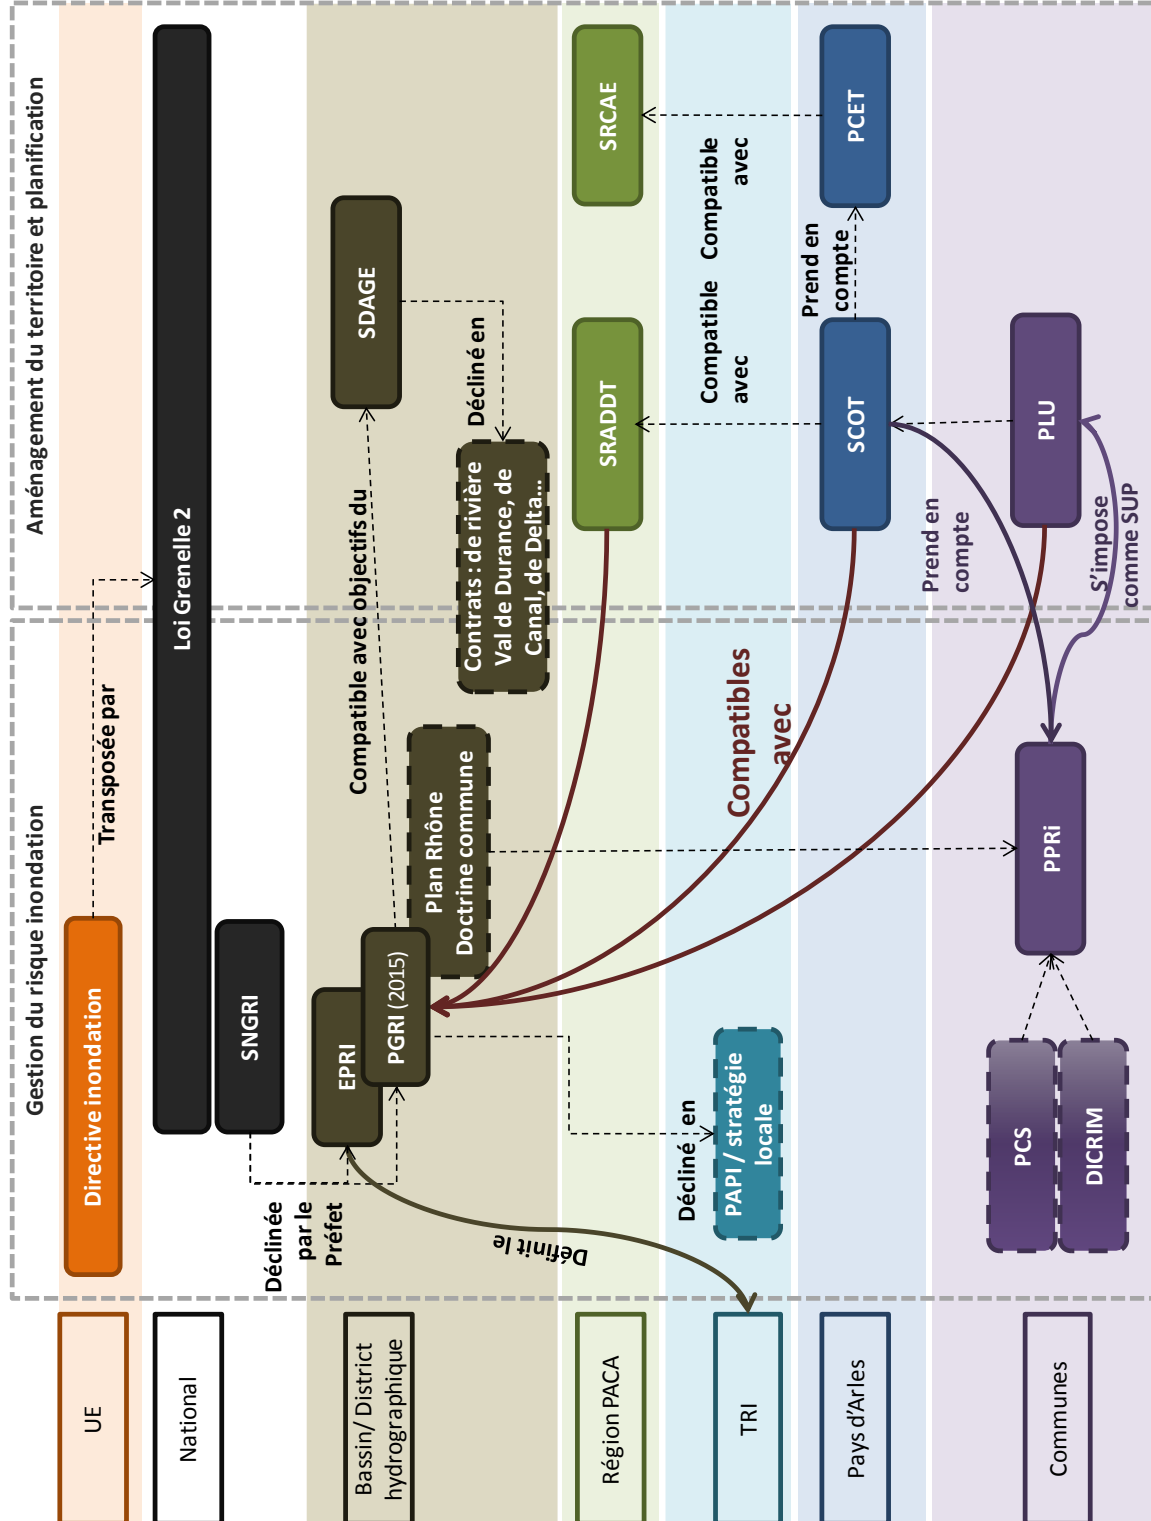 Gestion du risque inondation
Aménagement du territoire et planification
UE
Directive inondation
Transposée par
National
Loi Grenelle 2
SNGRI
Déclinée
par le
Préfet
Bassin/ District
hydrographique
EPRI
PGRI (2015)
Compatible avec objectifs du
SDAGE
Plan Rhône
Doctrine commune
Décliné en
Contrats : de rivière
Val de Durance, de
Canal, de Delta…
Définit le
Région PACA
SRADDT
SRCAE
TRI
Décliné en
PAPI / stratégie
locale
Compatibles
avec
Compatible
avec
Compatible
avec
Pays d'Arles
SCOT
Prend en
compte
PCET
Communes
PCS
DICRIM
PPRi
Prend en
compte
PLU
S'impose
comme SUP